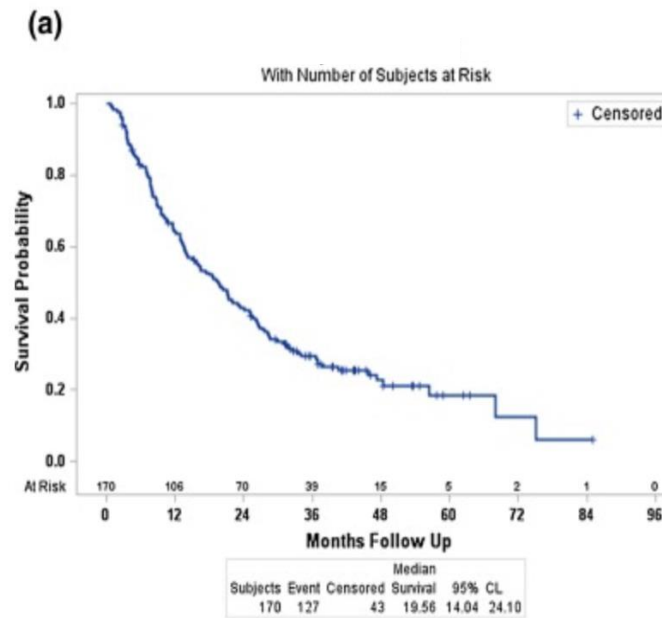 (a)
With Number of Subjects at Risk
+ Censored
Survival Probability
1.0
0.8
0.6
0.4
0.2
0.0
At Risk 170 106 70 39 15 5 2 1 0
0 12 24 36 48 60 72 84 96
Months Follow Up
Median
Subjects Event Censored Survival 95% CL
170 127 43 19.56 14.04 24.10